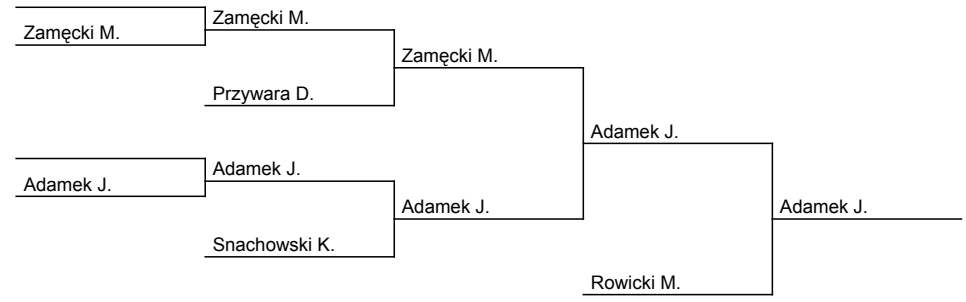 Zamęcki M.
Zamęcki M.
Zamęcki M.
Przywara D.
Adamek J.
Adamek J.
Adamek J.
Adamek J.
Adamek J.
Snachowski K.
Rowicki M.